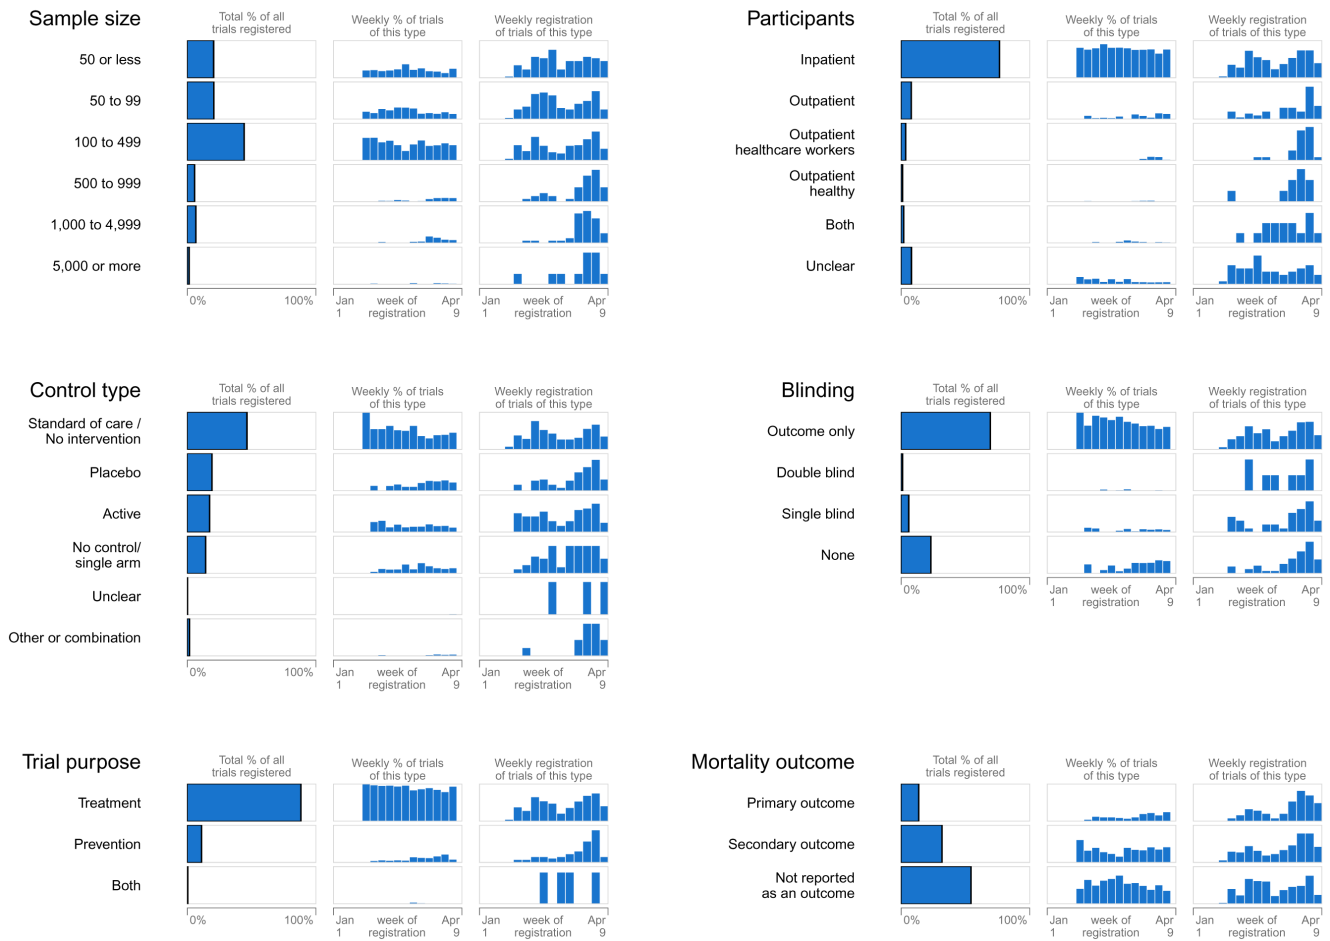 Sample size
Total % of all
trials registered
Weekly % of trials
of this type
Weekly registration
of trials of this type
50 or less
50 to 99
100 to 499
500 to 999
1,000 to 4,999
5,000 or more
0%
100%
Jan
1
week of
registration
Apr
9
Jan
1
week of
registration
Apr
9
Participants
Total % of all
trials registered
Weekly % of trials
of this type
Weekly registration
of trials of this type
Inpatient
Outpatient
Outpatient
healthcare workers
Outpatient
healthy
Both
Unclear
0%
100%
Jan
1
week of
registration
Apr
9
Jan
1
week of
registration
Apr
9
Control type
Total % of all
trials registered
Weekly % of trials
of this type
Weekly registration
of trials of this type
Standard of care /
No intervention
Placebo
Active
No control/
single arm
Unclear
Other or combination
0%
100%
Jan
1
week of
registration
Apr
9
Jan
1
week of
registration
Apr
9
Blinding
Total % of all
trials registered
Weekly % of trials
of this type
Weekly registration
of trials of this type
Outcome only
Double blind
Single blind
None
0%
100%
Jan
1
week of
registration
Apr
9
Jan
1
week of
registration
Apr
9
Trial purpose
Total % of all
trials registered
Weekly % of trials
of this type
Weekly registration
of trials of this type
Treatment
Prevention
Both
0%
100%
Jan
1
week of
registration
Apr
9
Jan
1
week of
registration
Apr
9
Mortality outcome
Total % of all
trials registered
Weekly % of trials
of this type
Weekly registration
of trials of this type
Primary outcome
Secondary outcome
Not reported
as an outcome
0%
100%
Jan
1
week of
registration
Apr
9
Jan
1
week of
registration
Apr
9